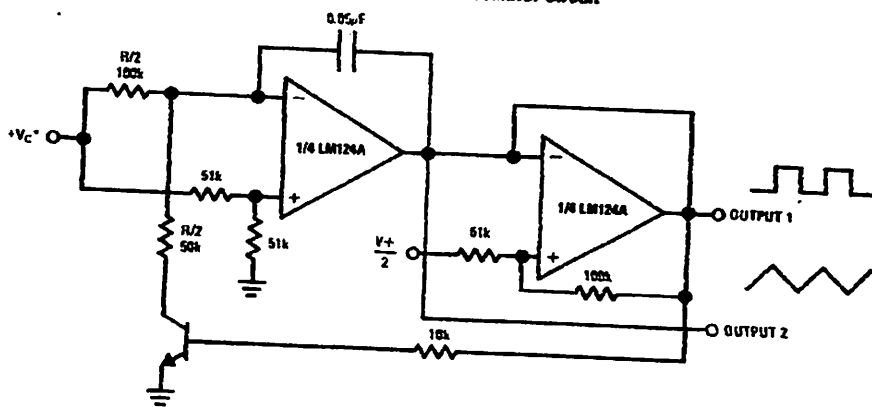 0.05µF
R/2
100k
+VC*
1/4 LM124A
51k
R/2
50k
51k
V+
2
51k
1/4 LM124A
100k
OUTPUT 1
OUTPUT 2
10k